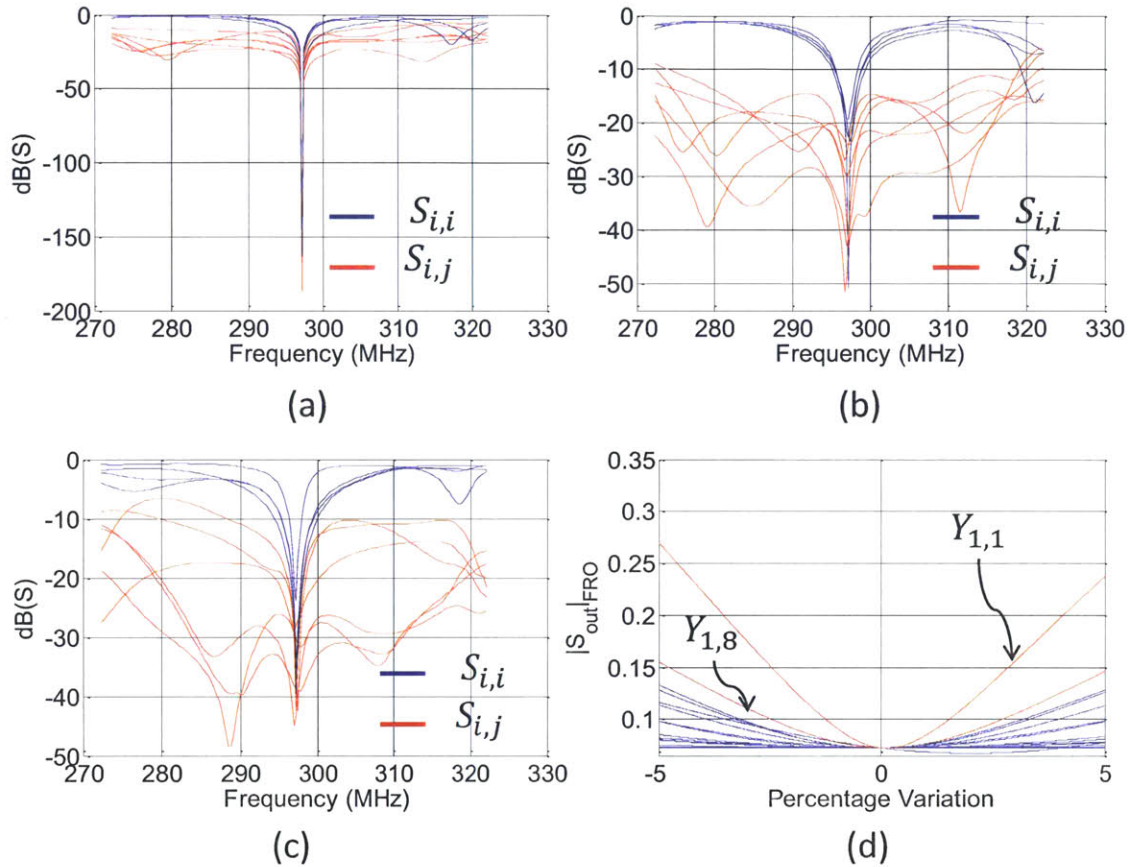 0
-50
-100
-150
-200
dB(S)
270 280 290 300 310 320 330
Frequency (MHz)
S_{i,i}
S_{i,j}
(a)
0
-10
-20
-30
-40
-50
dB(S)
270 280 290 300 310 320 330
Frequency (MHz)
S_{i,i}
S_{i,j}
(b)
0
-10
-20
-30
-40
-50
dB(S)
270 280 290 300 310 320 330
Frequency (MHz)
S_{i,i}
S_{i,j}
(c)
0.35
0.3
0.25
0.2
0.15
0.1
|S_{out}|_{FRO}
Y_{1,1}
Y_{1,8}
-5 0 5
Percentage Variation
(d)